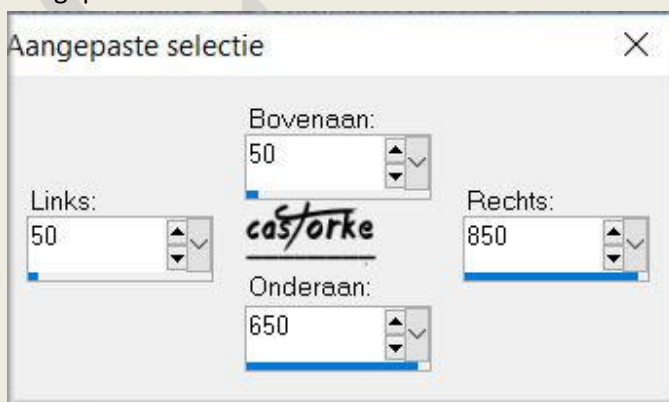 Aangepaste selectie
Bovenaan:
50
Links:
50
castorke
Rechts:
850
Onderaan:
650